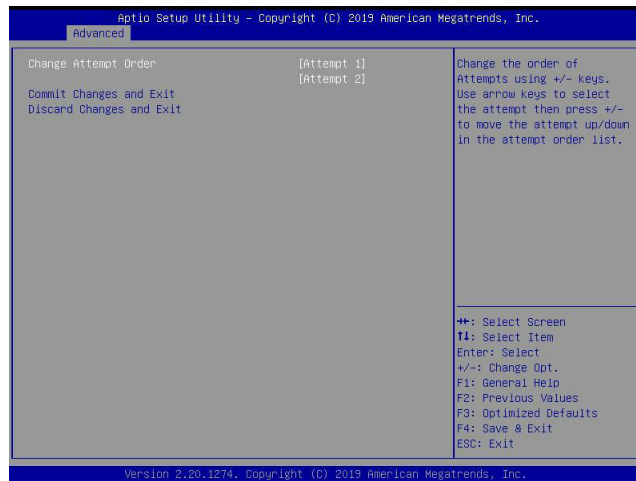 Aptio Setup Utility – Copyright (C) 2019 American Megatrends, Inc.
Advanced
Change Attempt Order [Attempt 1]
[Attempt 2]
Commit Changes and Exit
Discard Changes and Exit
Change the order of
Attempts using +/- keys.
Use arrow keys to select
the attempt then press +/-
to move the attempt up/down
in the attempt order list.
→←: Select Screen
↑↓: Select Item
Enter: Select
+/-: Change Opt.
F1: General Help
F2: Previous Values
F3: Optimized Defaults
F4: Save & Exit
ESC: Exit
Version 2.20.1274. Copyright (C) 2019 American Megatrends, Inc.